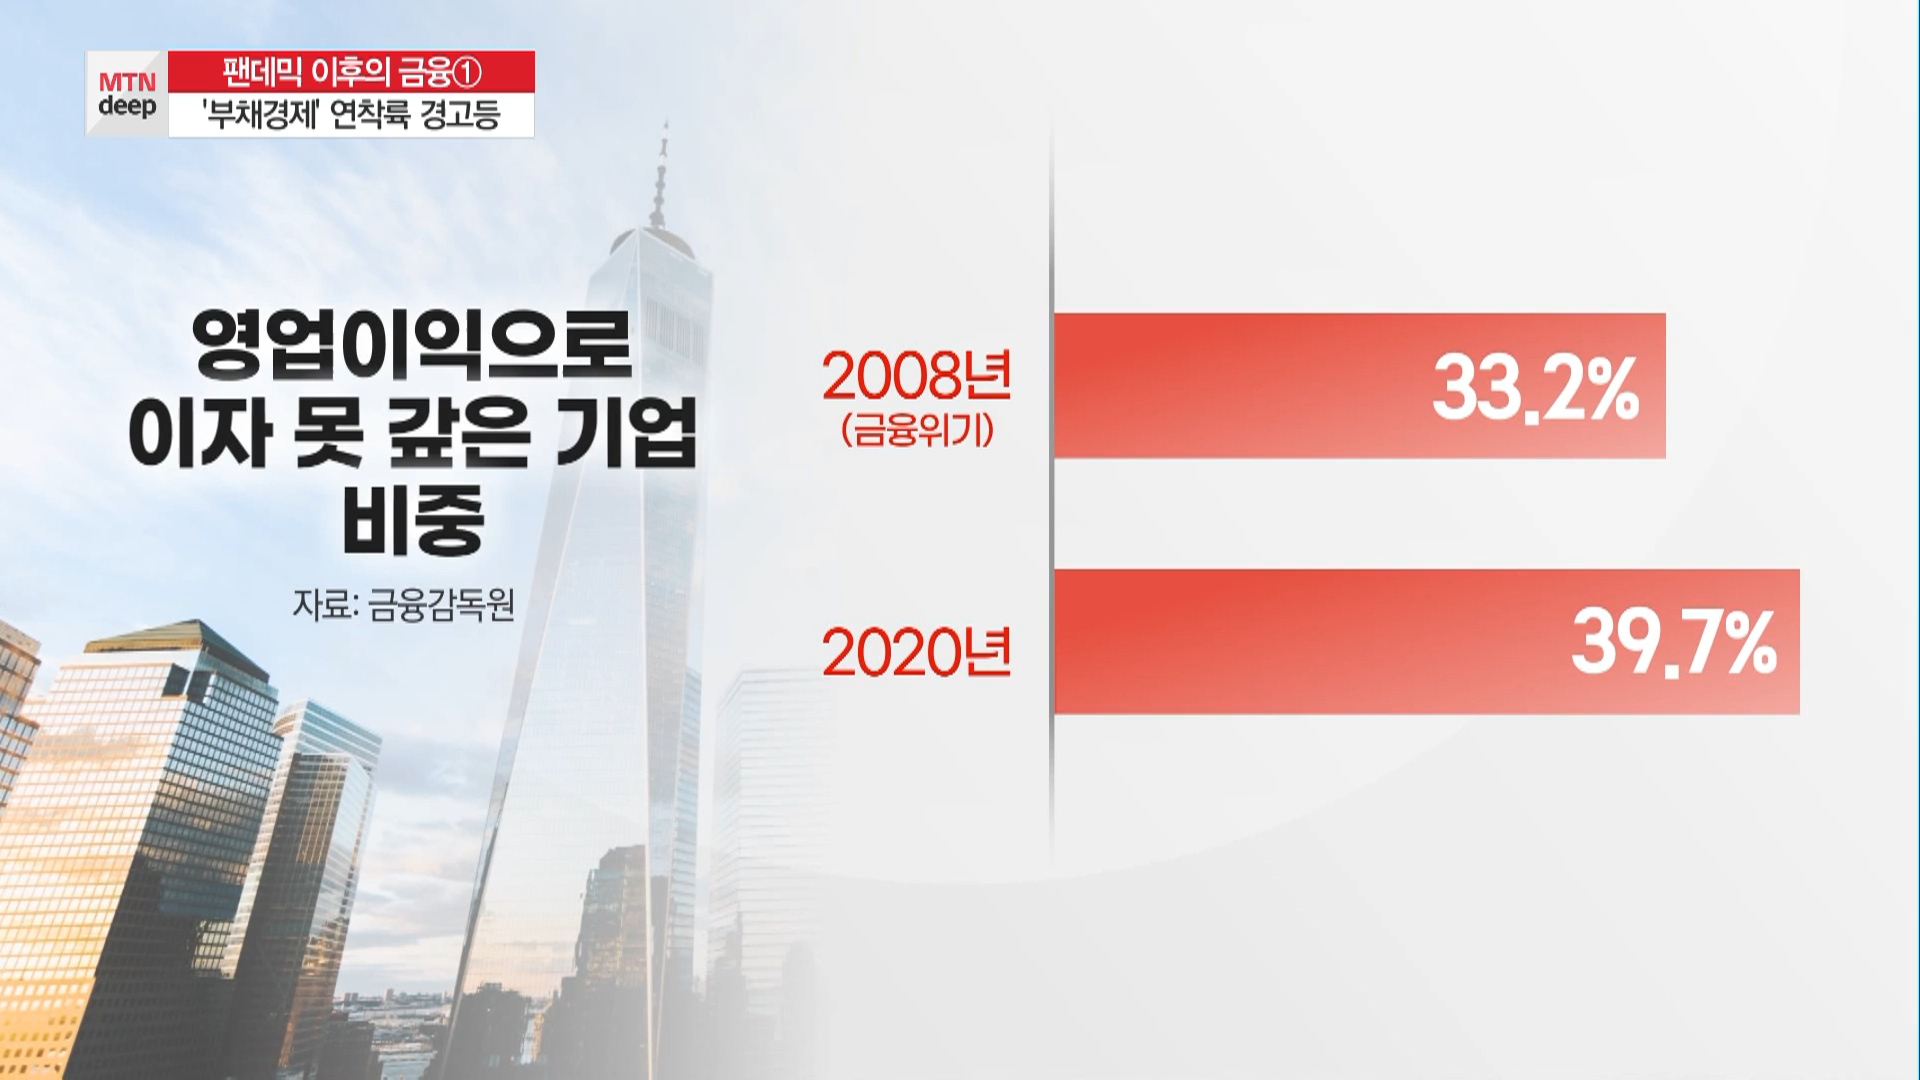 MTN
deep
팬데믹 이후의 금융①
'부채경제' 연착륙 경고등
영업이익으로
이자 못 갚은 기업
비중
자료: 금융감독원
2008년
(금융위기)
33.2%
2020년
39.7%